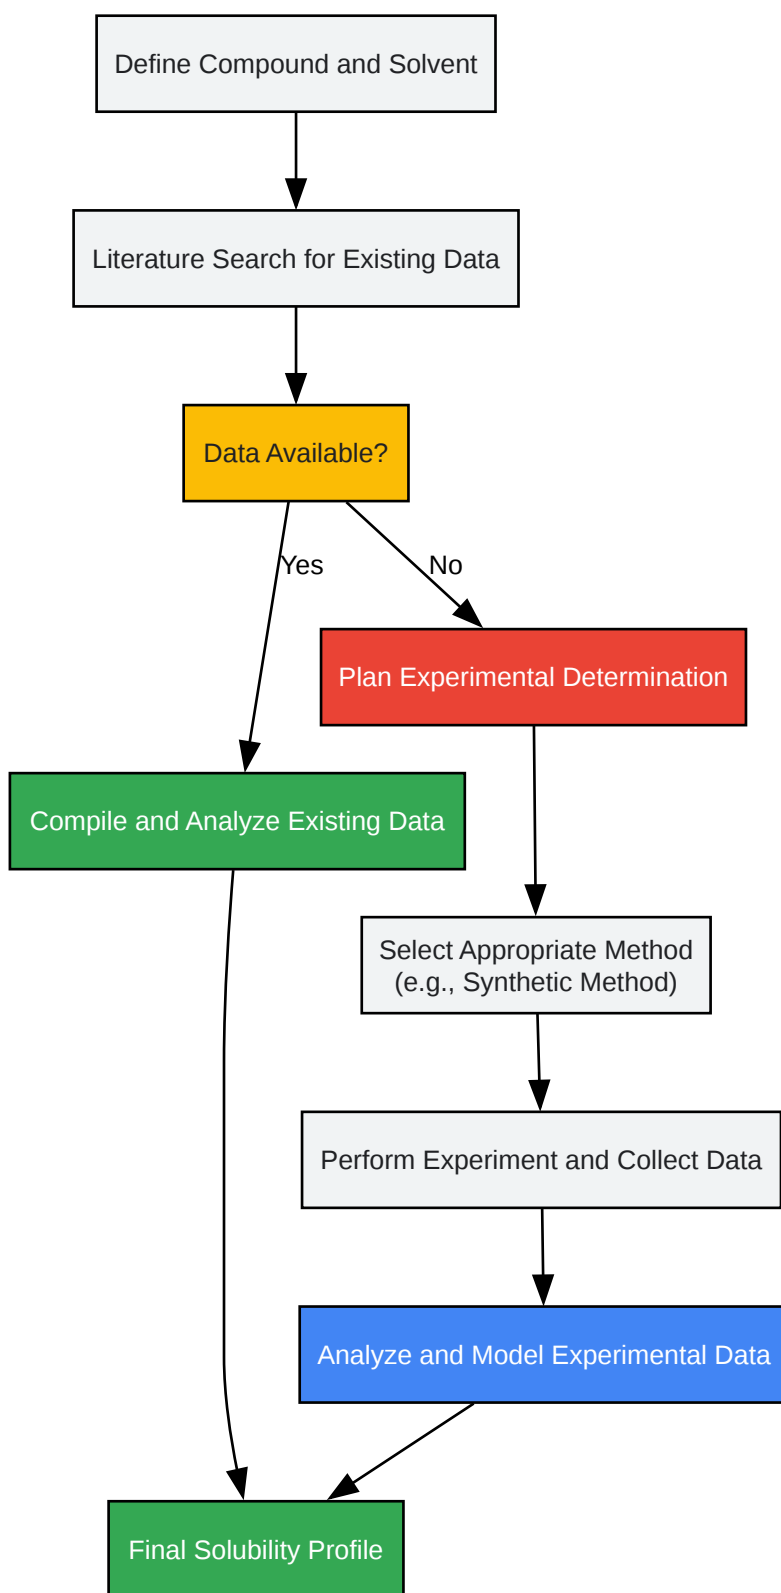 Define Compound and Solvent
Literature Search for Existing Data
Data Available?
Yes
No
Plan Experimental Determination
Compile and Analyze Existing Data
Select Appropriate Method
(e.g., Synthetic Method)
Perform Experiment and Collect Data
Analyze and Model Experimental Data
Final Solubility Profile